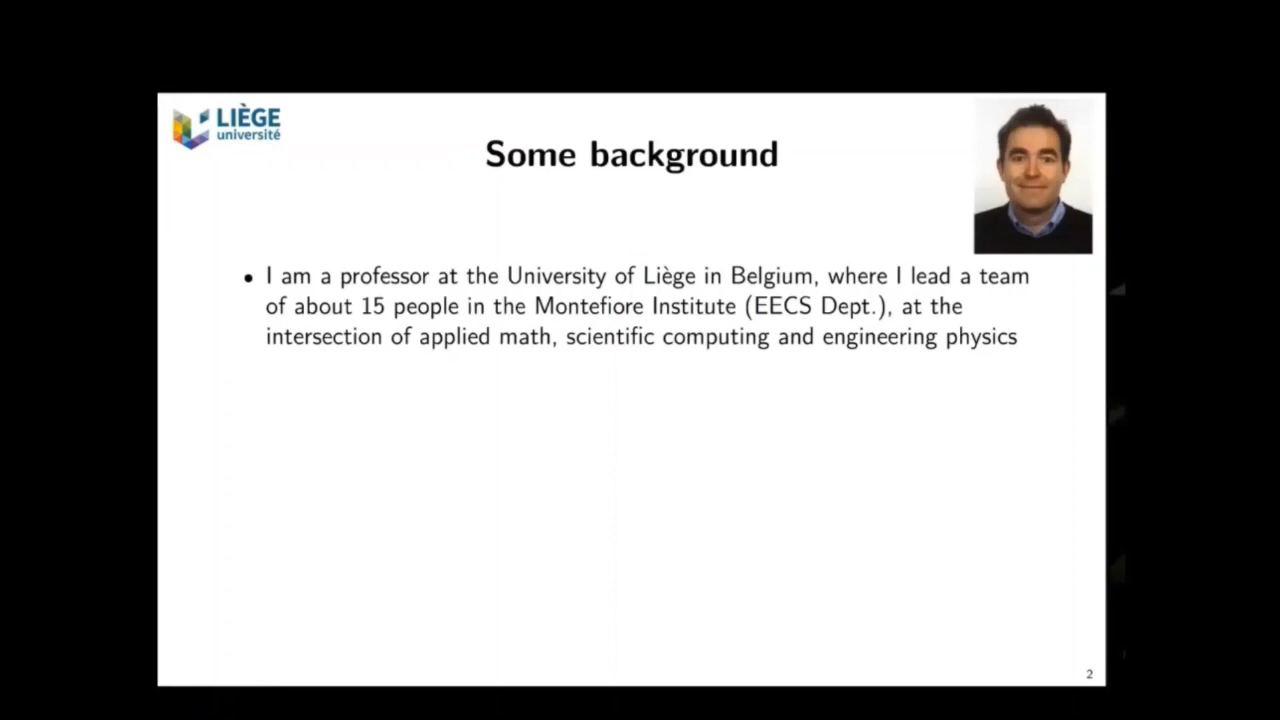 LIÈGE
université
Some background
• I am a professor at the University of Liège in Belgium, where I lead a team
of about 15 people in the Montefiore Institute (EECS Dept.), at the
intersection of applied math, scientific computing and engineering physics
2